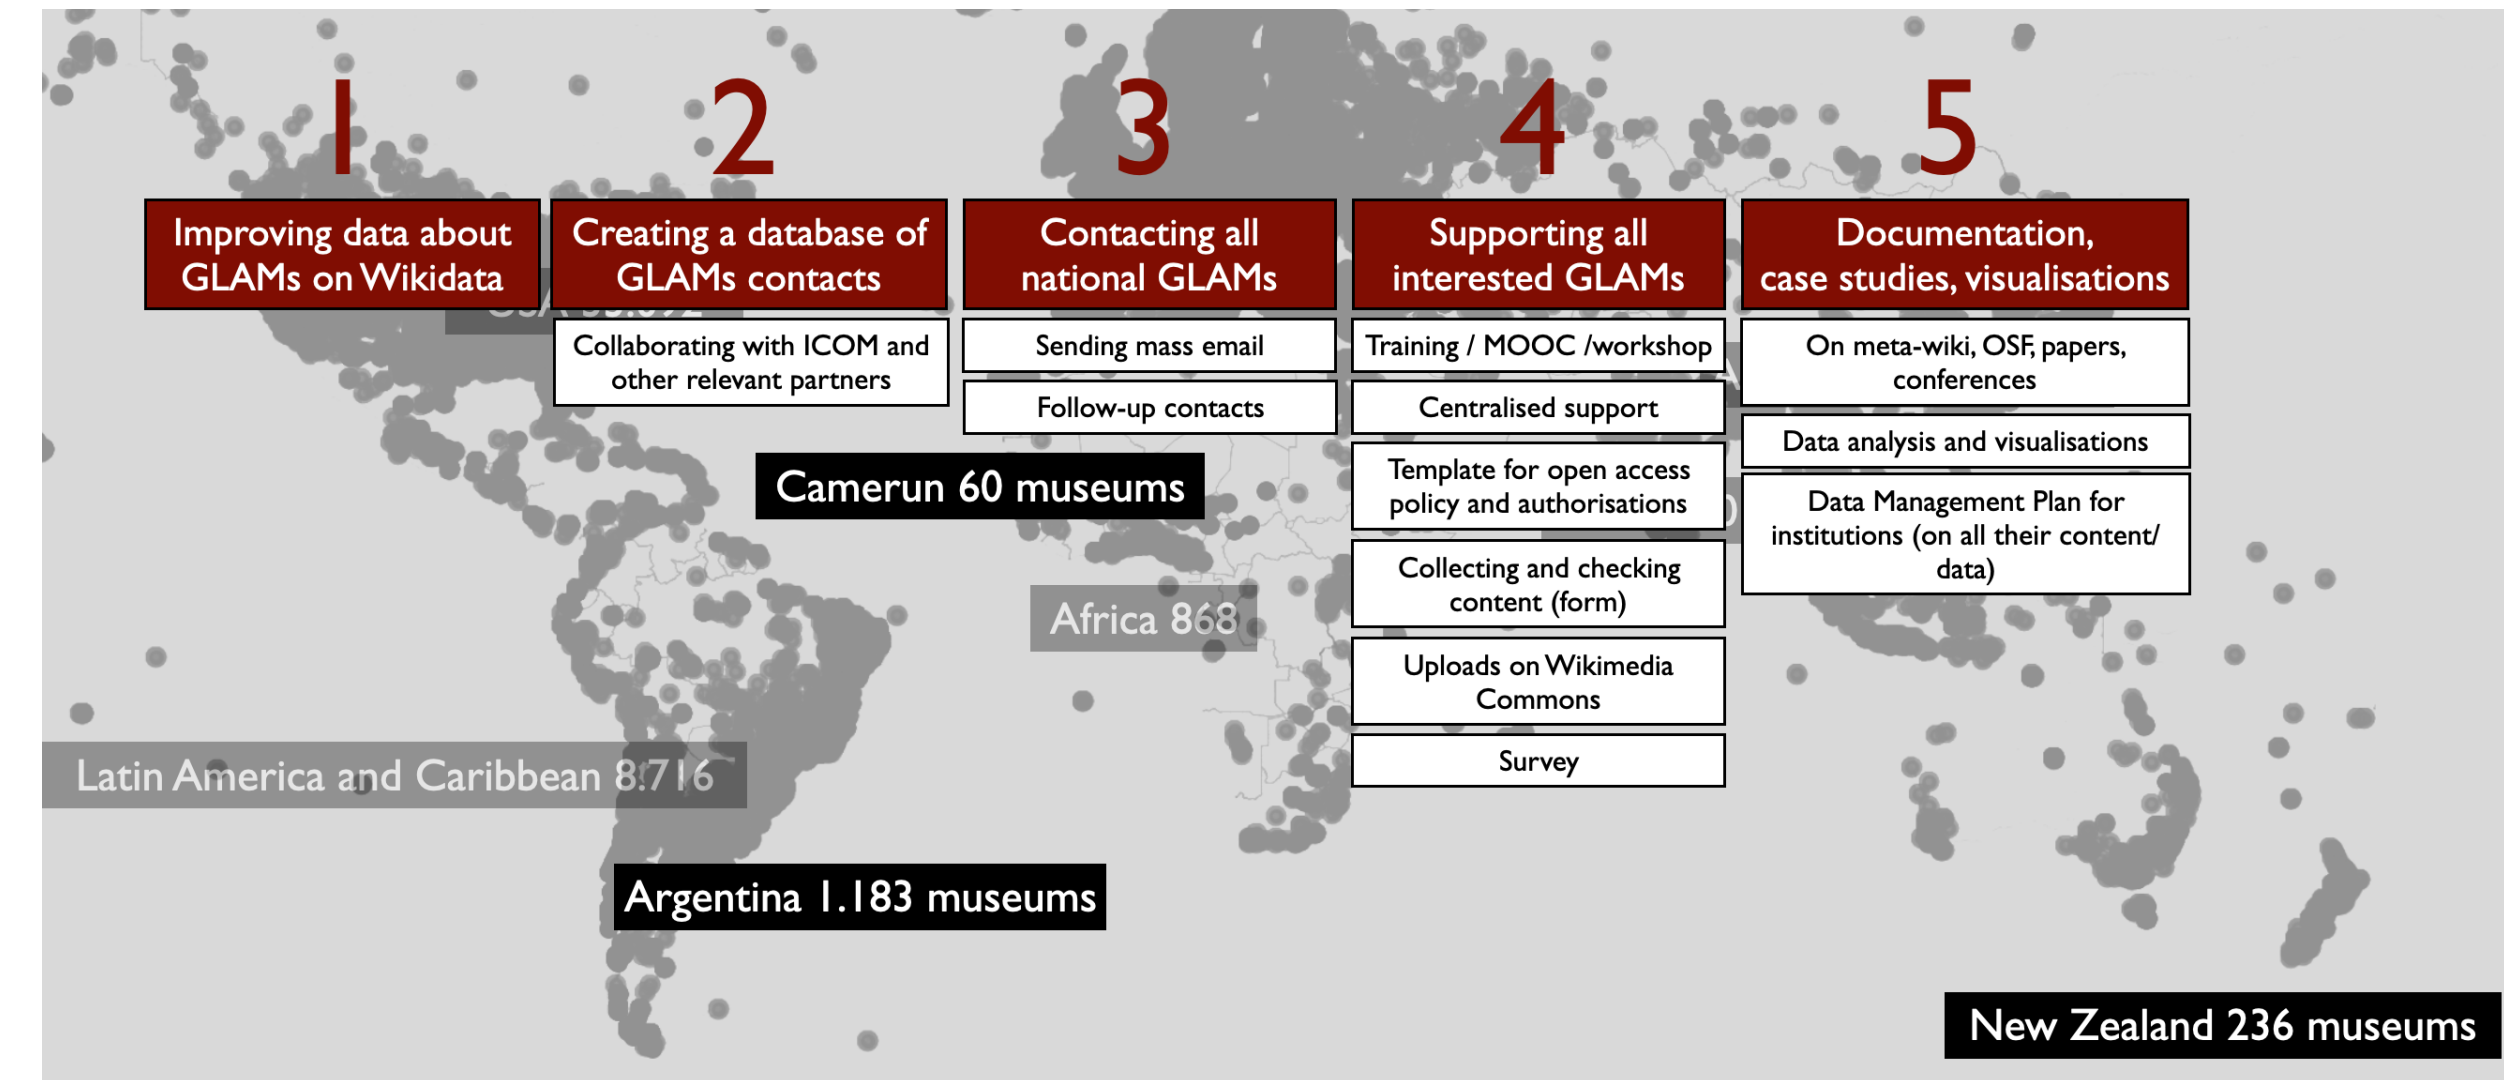 1
2
3
4
5
Improving data about
GLAMs on Wikidata
Creating a database of
GLAMs contacts
Collaborating with ICOM and
other relevant partners
Contacting all
national GLAMs
Sending mass email
Follow-up contacts
Supporting all
interested GLAMs
Training / MOOC /workshop
Centralised support
Template for open access
policy and authorisations
Collecting and checking
content (form)
Uploads on Wikimedia
Commons
Survey
Documentation,
case studies, visualisations
On meta-wiki, OSF, papers,
conferences
Data analysis and visualisations
Data Management Plan for
institutions (on all their content/
data)
Camerun 60 museums
Africa 868
Latin America and Caribbean 8.716
Argentina 1.183 museums
New Zealand 236 museums